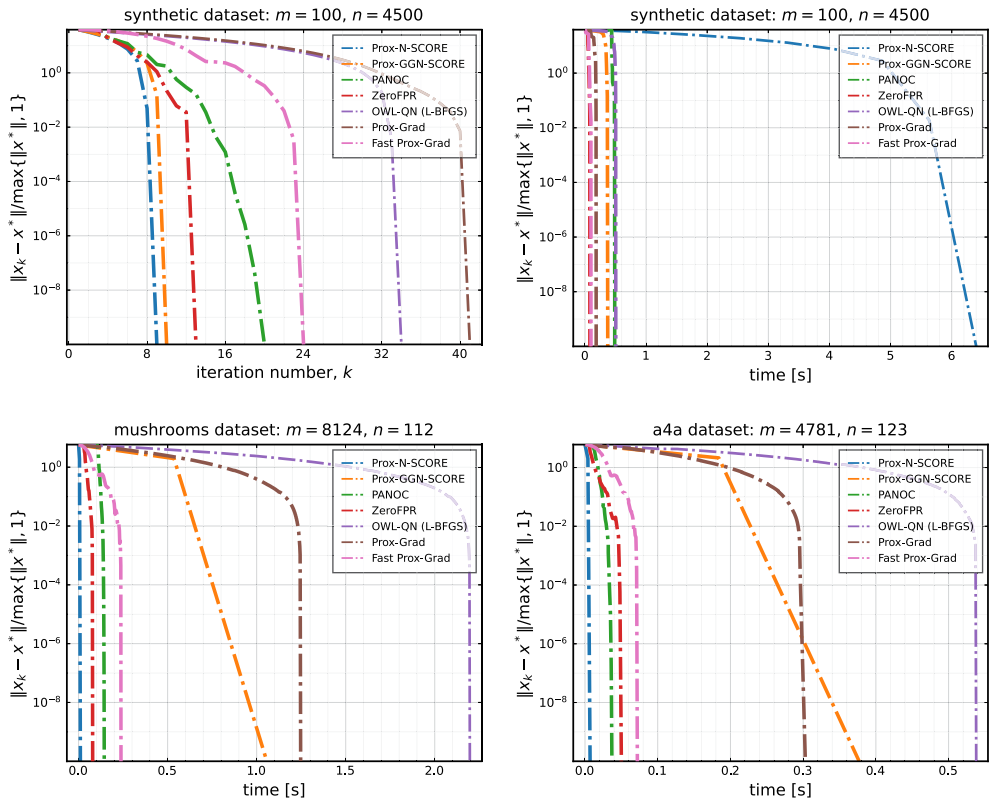 synthetic dataset: m = 100, n = 4500
‖x_k − x*‖/max{‖x*‖, 1}
10^0
10^−2
10^−4
10^−6
10^−8
0 8 16 24 32 40
iteration number, k
Prox-N-SCORE
Prox-GGN-SCORE
PANOC
ZeroFPR
OWL-QN (L-BFGS)
Prox-Grad
Fast Prox-Grad
synthetic dataset: m = 100, n = 4500
‖x_k − x*‖/max{‖x*‖, 1}
10^0
10^−2
10^−4
10^−6
10^−8
0 1 2 3 4 5 6
time [s]
Prox-N-SCORE
Prox-GGN-SCORE
PANOC
ZeroFPR
OWL-QN (L-BFGS)
Prox-Grad
Fast Prox-Grad
mushrooms dataset: m = 8124, n = 112
‖x_k − x*‖/max{‖x*‖, 1}
10^0
10^−2
10^−4
10^−6
10^−8
0.0 0.5 1.0 1.5 2.0
time [s]
Prox-N-SCORE
Prox-GGN-SCORE
PANOC
ZeroFPR
OWL-QN (L-BFGS)
Prox-Grad
Fast Prox-Grad
a4a dataset: m = 4781, n = 123
‖x_k − x*‖/max{‖x*‖, 1}
10^0
10^−2
10^−4
10^−6
10^−8
0.0 0.1 0.2 0.3 0.4 0.5
time [s]
Prox-N-SCORE
Prox-GGN-SCORE
PANOC
ZeroFPR
OWL-QN (L-BFGS)
Prox-Grad
Fast Prox-Grad